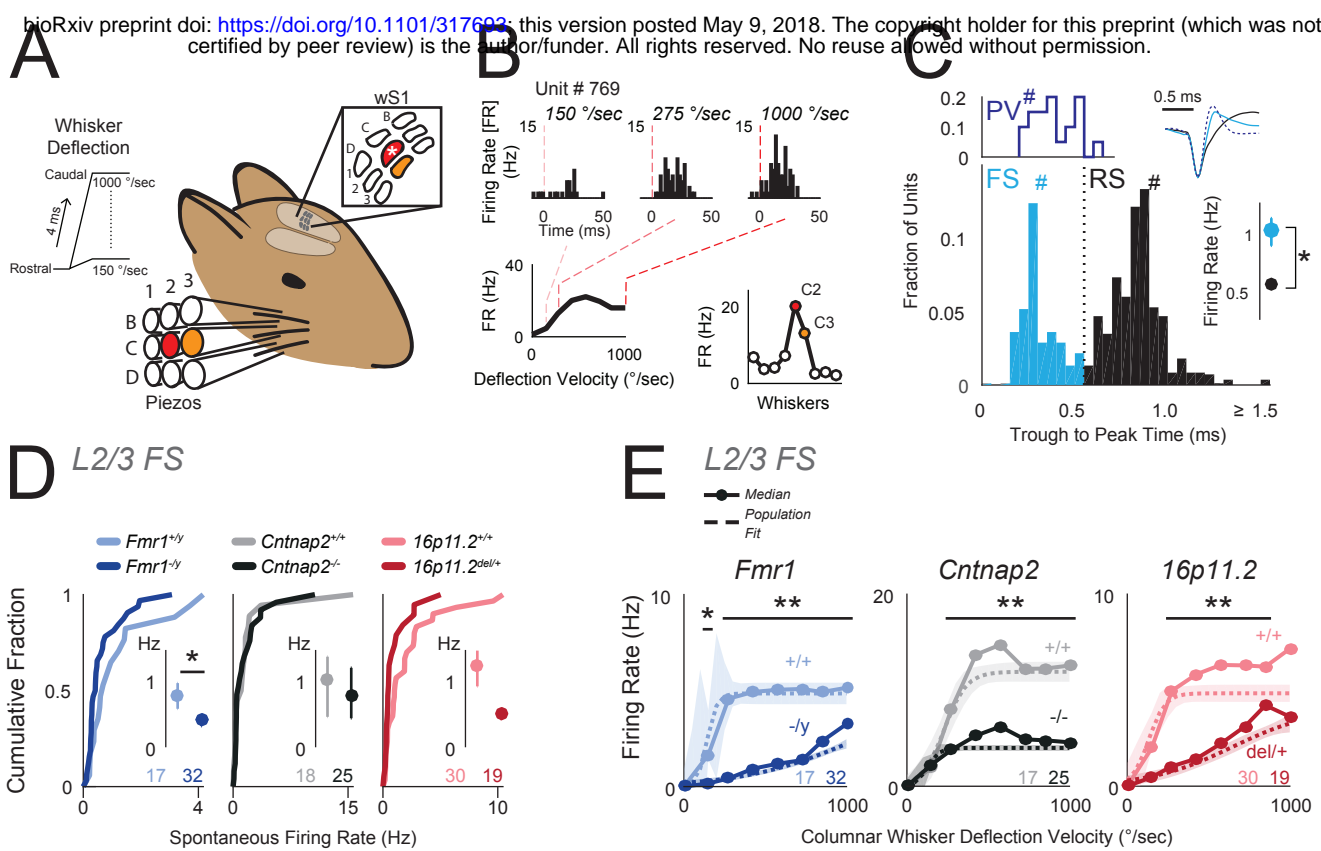 bioRxiv preprint doi: https://doi.org/10.1101/317693; this version posted May 9, 2018. The copyright holder for this preprint (which was not
certified by peer review) is the author/funder. All rights reserved. No reuse allowed without permission.
A
Whisker
Deflection
Caudal
1000 °/sec
4 ms
Rostral
150 °/sec
wS1
B
C
D
1
2
3
*
1 2 3
B
C
D
Piezos
B
Unit # 769
150 °/sec 275 °/sec 1000 °/sec
Firing Rate [FR]
(Hz)
15 15 15
0 50 0 50 0 50
Time (ms)
FR (Hz)
40
0
0 1000
Deflection Velocity (°/sec)
FR (Hz)
20
0
C2
C3
Whiskers
C
0.2
0.1
0
PV #
0.5 ms
Fraction of Units
FS # RS #
0.1
0.05
0
0 0.5 1.0 ≥ 1.5
Trough to Peak Time (ms)
Firing Rate (Hz)
1
0.5
*
D L2/3 FS
Fmr1+/y
Fmr1-/y
Cntnap2+/+
Cntnap2-/-
16p11.2+/+
16p11.2del/+
Cumulative Fraction
1
0.5
0
Hz
1
0
*
17 32
0 4
Hz
1
0
18 25
0 15
Hz
1
0
30 19
0 10
Spontaneous Firing Rate (Hz)
E L2/3 FS
Median
Population
Fit
Fmr1
Firing Rate (Hz)
10
0
* **
+/+
-/y
17 32
0 1000
Cntnap2
20
0
**
+/+
-/-
17 25
0 1000
16p11.2
10
0
**
+/+
del/+
30 19
0 1000
Columnar Whisker Deflection Velocity (°/sec)